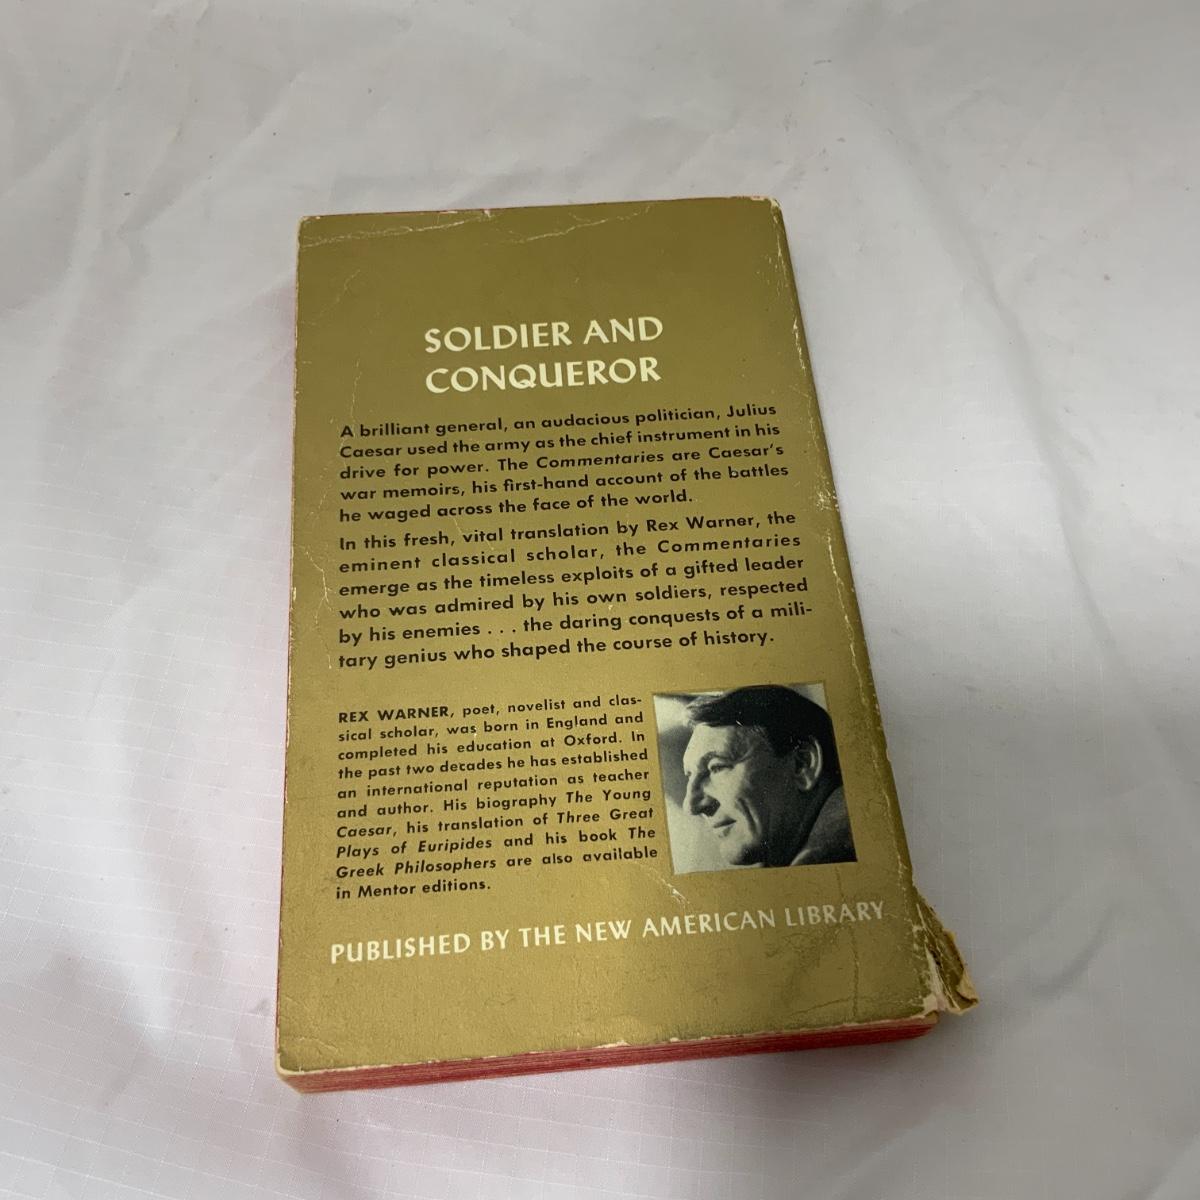 SOLDIER AND
CONQUEROR
A brilliant general, an audacious politician, Julius
Caesar used the army as the chief instrument in his
drive for power. The Commentaries are Caesar's
war memoirs, his first-hand account of the battles
he waged across the face of the world.
In this fresh, vital translation by Rex Warner, the
eminent classical scholar, the Commentaries
emerge as the timeless exploits of a gifted leader
who was admired by his own soldiers, respected
by his enemies . . . the daring conquests of a mili-
tary genius who shaped the course of history.
REX WARNER, poet, novelist and clas-
sical scholar, was born in England and
completed his education at Oxford. In
the past two decades he has established
an international reputation as teacher
and author. His biography The Young
Caesar, his translation of Three Great
Plays of Euripides and his book The
Greek Philosophers are also available
in Mentor editions.
PUBLISHED BY THE NEW AMERICAN LIBRARY